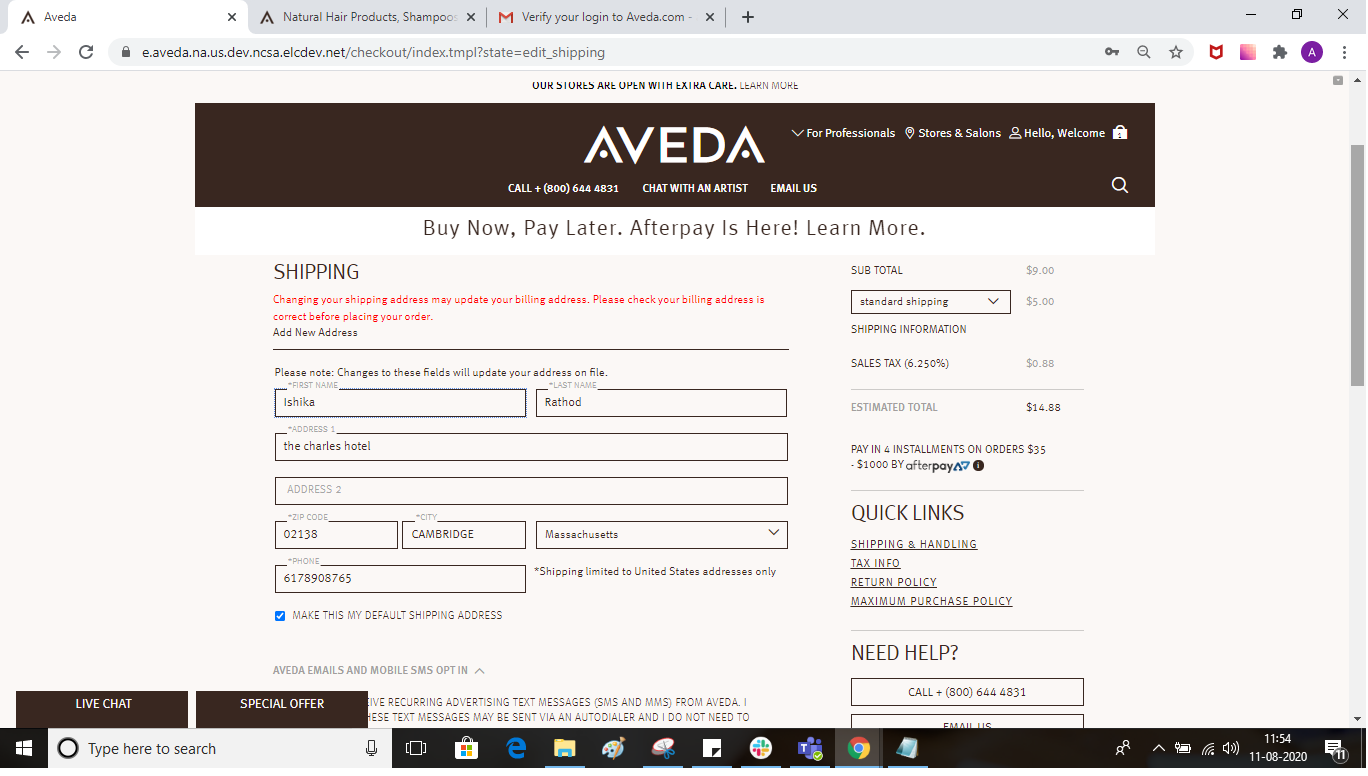 Aveda
Natural Hair Products, Shampoos
Verify your login to Aveda.com -
e.aveda.na.us.dev.ncsa.elcdev.net/checkout/index.tmpl?state=edit_shipping
A
OUR STORES ARE OPEN WITH EXTRA CARE. LEARN MORE
AVEDA
For Professionals
Stores & Salons
Hello, Welcome
CALL + (800) 644 4831
CHAT WITH AN ARTIST
EMAIL US
Buy Now, Pay Later. Afterpay Is Here! Learn More.
SHIPPING
Changing your shipping address may update your billing address. Please check your billing address is
correct before placing your order.
Add New Address
Please note: Changes to these fields will update your address on file.
*FIRST NAME
Ishika
*LAST NAME
Rathod
*ADDRESS 1
the charles hotel
ADDRESS 2
*ZIP CODE
02138
*CITY
CAMBRIDGE
Massachusetts
*PHONE
6178908765
*Shipping limited to United States addresses only
MAKE THIS MY DEFAULT SHIPPING ADDRESS
AVEDA EMAILS AND MOBILE SMS OPT IN
EIVE RECURRING ADVERTISING TEXT MESSAGES (SMS AND MMS) FROM AVEDA. I
HESE TEXT MESSAGES MAY BE SENT VIA AN AUTODIALER AND I DO NOT NEED TO
SUB TOTAL $9.00
standard shipping $5.00
SHIPPING INFORMATION
SALES TAX (6.250%) $0.88
ESTIMATED TOTAL $14.88
PAY IN 4 INSTALLMENTS ON ORDERS $35
- $1000 BY afterpay
QUICK LINKS
SHIPPING & HANDLING
TAX INFO
RETURN POLICY
MAXIMUM PURCHASE POLICY
NEED HELP?
CALL + (800) 644 4831
EMAIL US
LIVE CHAT
SPECIAL OFFER
Type here to search
11:54
11-08-2020
11